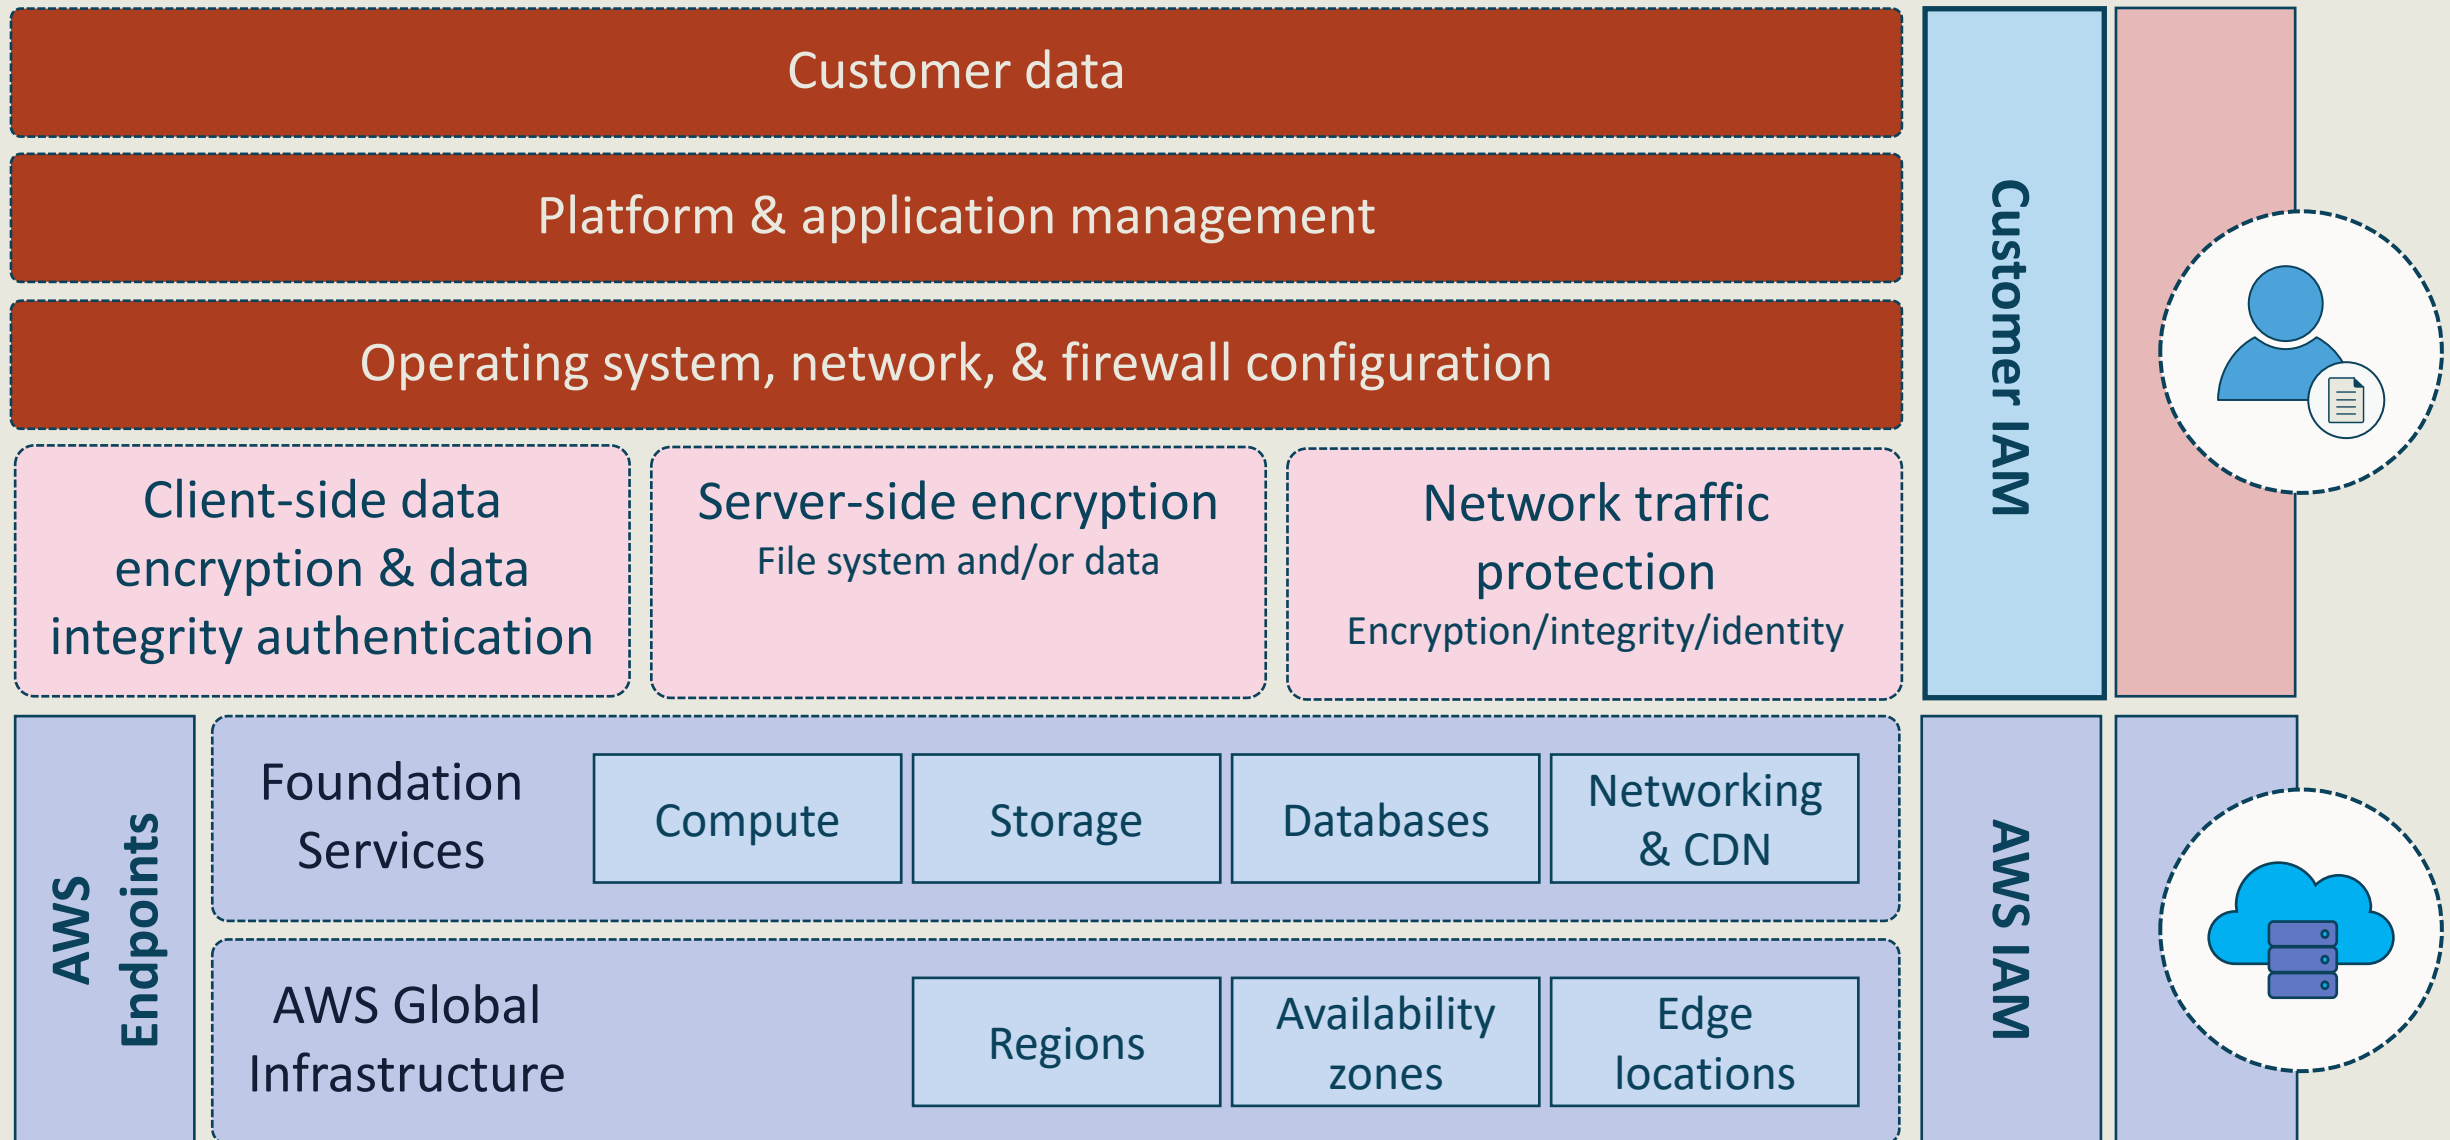 Customer data
Platform & application management
Operating system, network, & firewall configuration
Client-side data
encryption & data
integrity authentication
Server-side encryption
File system and/or data
Network traffic
protection
Encryption/integrity/identity
Customer IAM
AWS
Endpoints
Foundation
Services
Compute
Storage
Databases
Networking
& CDN
AWS Global
Infrastructure
Regions
Availability
zones
Edge
locations
AWS IAM